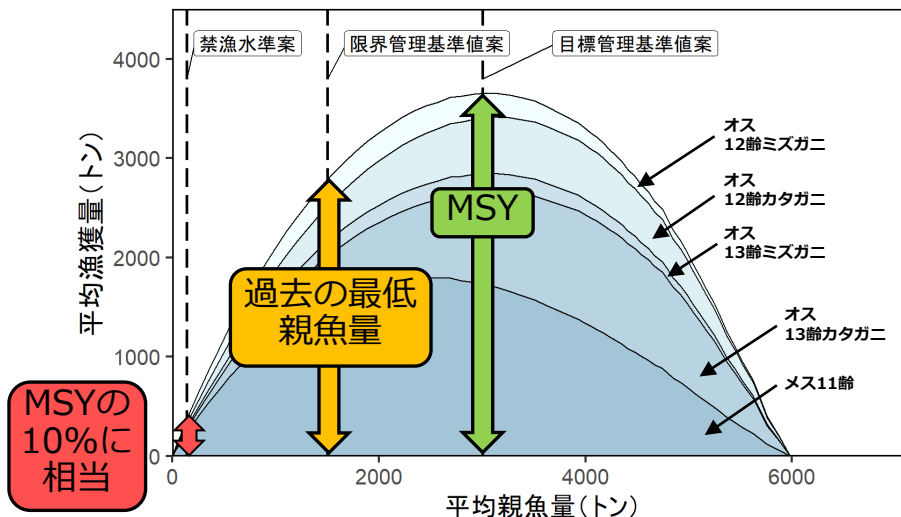 禁漁水準案
限界管理基準値案
目標管理基準値案
4000
3000
2000
1000
0
平均漁獲量(トン)
オス
12齢ミズガニ
オス
12齢カタガニ
オス
13齢ミズガニ
オス
13齢カタガニ
メス11齢
MSY
過去の最低
親魚量
MSYの
10%に
相当
0
2000
4000
6000
平均親魚量(トン)